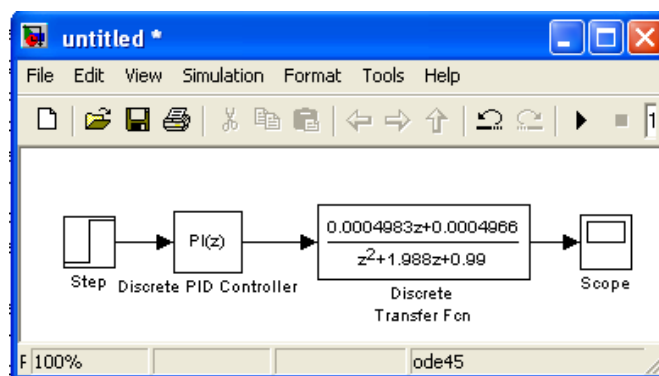 untitled *
File Edit View Simulation Format Tools Help
1
PI(z)
0.0004983z+0.0004966
z2+1.988z+0.99
Step
Discrete PID Controller
Discrete
Transfer Fcn
Scope
F 100%
ode45